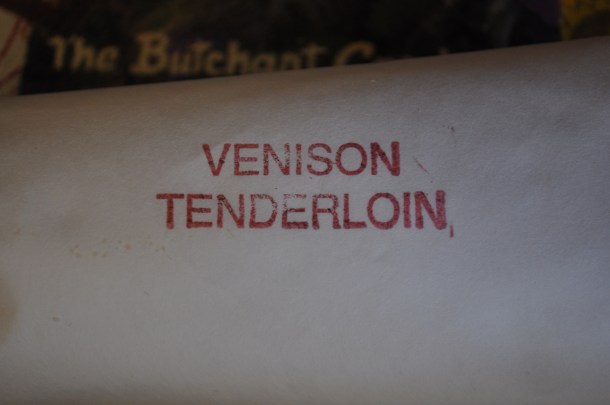 The Butchart
VENISON
TENDERLOIN